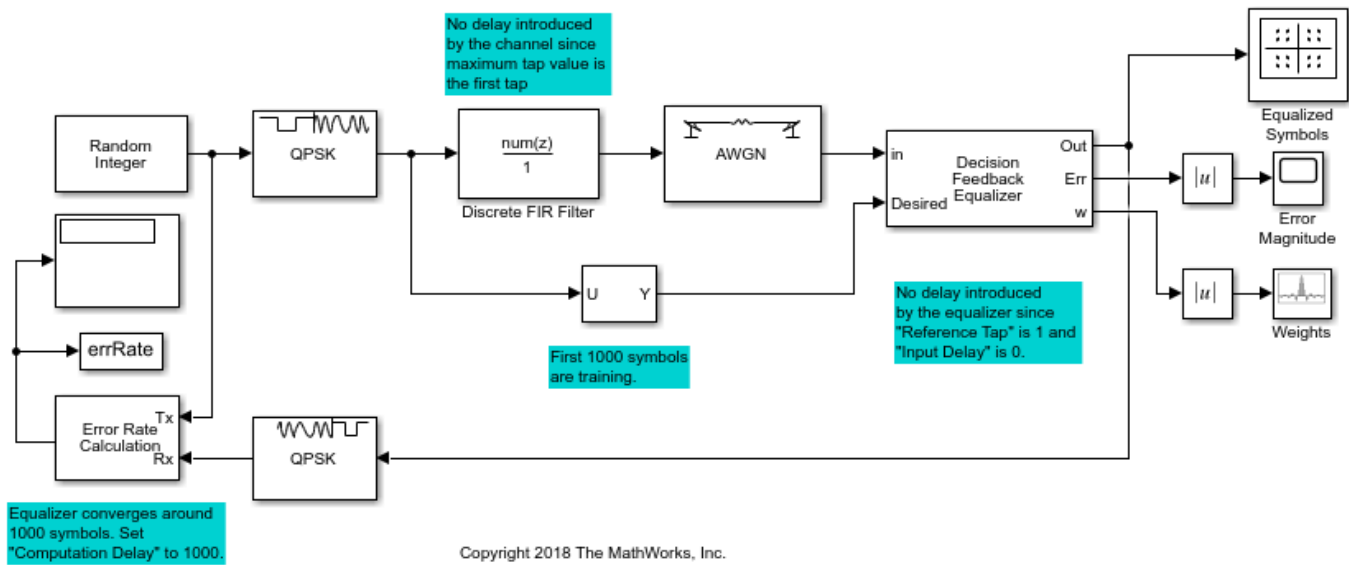 No delay introduced
by the channel since
maximum tap value is
the first tap
Random
Integer
QPSK
num(z)
1
Discrete FIR Filter
AWGN
in
Desired
Decision
Feedback
Equalizer
Out
Err
w
Equalized
Symbols
|u|
Error
Magnitude
|u|
Weights
U
Y
First 1000 symbols
are training.
No delay introduced
by the equalizer since
"Reference Tap" is 1 and
"Input Delay" is 0.
errRate
Error Rate
Calculation
Tx
Rx
QPSK
Equalizer converges around
1000 symbols. Set
"Computation Delay" to 1000.
Copyright 2018 The MathWorks, Inc.